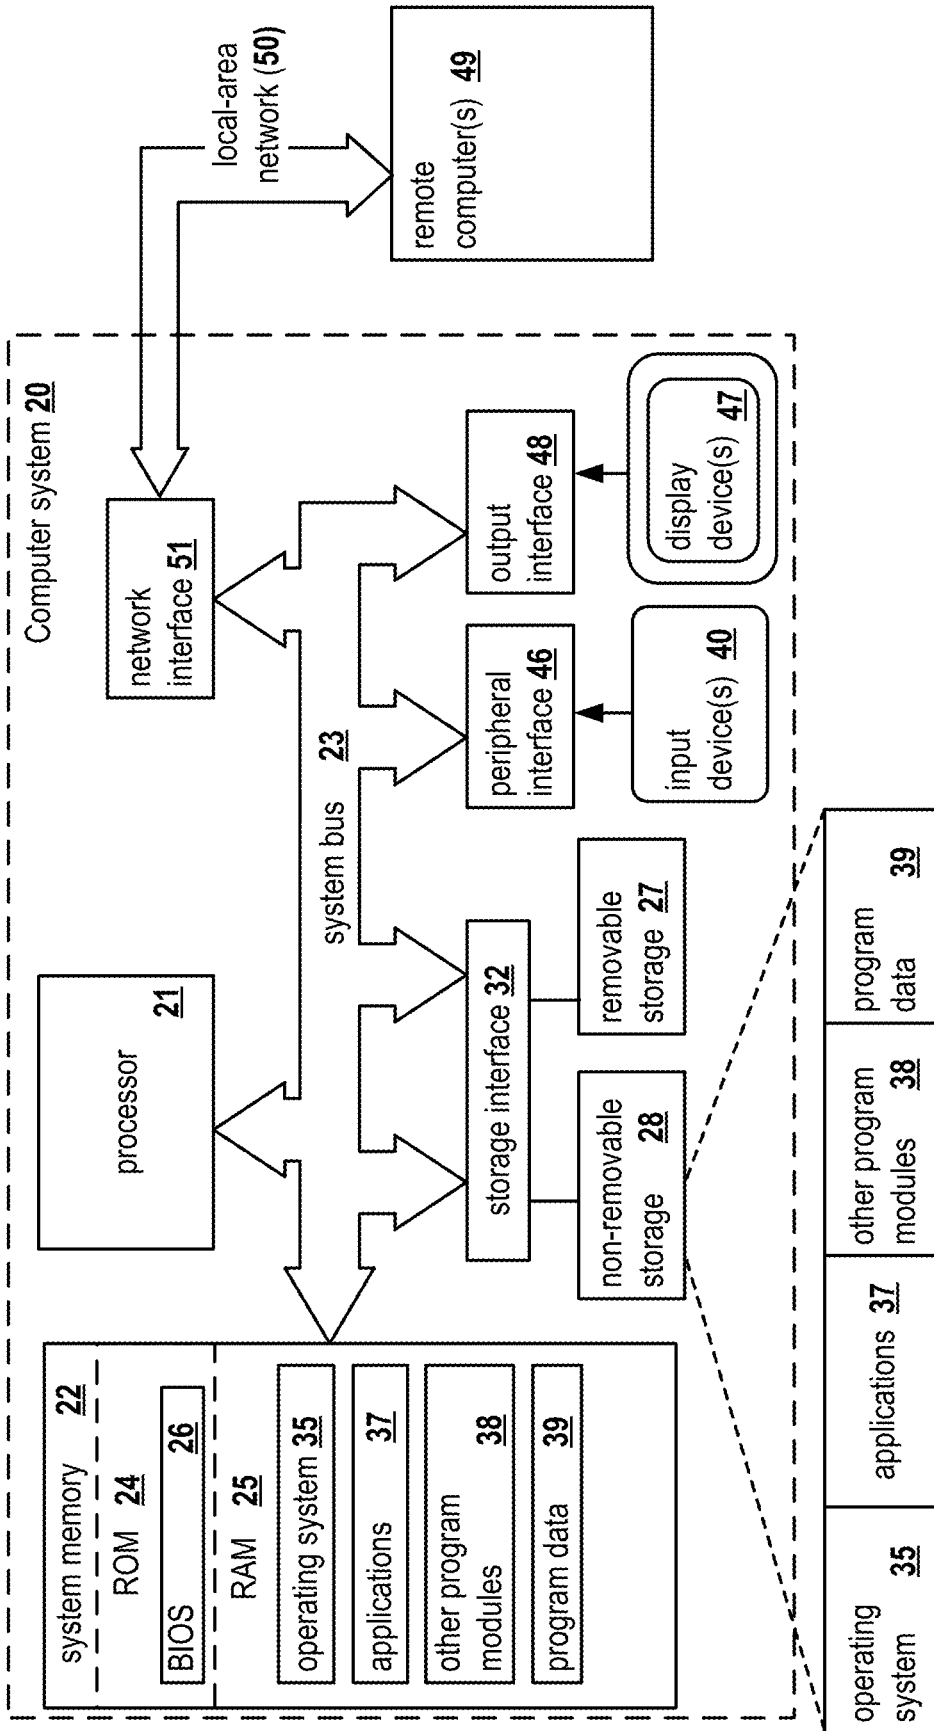 Computer system 20
system memory 22
ROM 24
BIOS 26
RAM 25
operating system 35
applications 37
other program
modules 38
program data 39
processor
21
network
interface 51
local-area
network (50)
remote
computer(s) 49
system bus 23
storage interface 32
peripheral
interface 46
output
interface 48
non-removable
storage 28
removable
storage 27
input
device(s) 40
display
device(s) 47
operating
system 35
applications 37
other program
modules 38
program
data 39